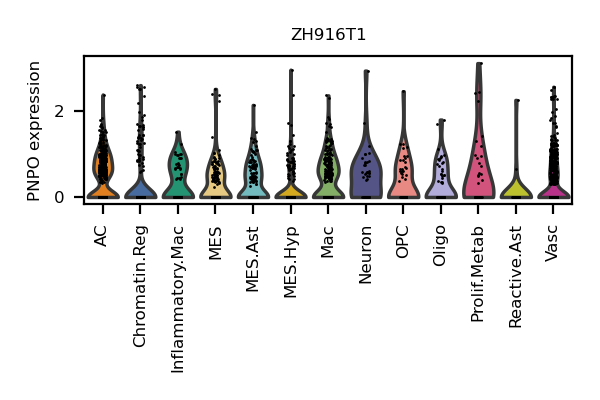 ZH916T1
PNPO expression
2
0
AC
Chromatin.Reg
Inflammatory.Mac
MES
MES.Ast
MES.Hyp
Mac
Neuron
OPC
Oligo
Prolif.Metab
Reactive.Ast
Vasc